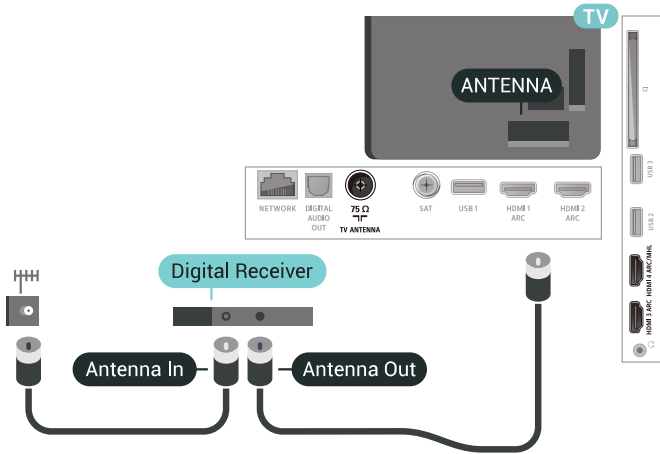 TV
ANTENNA
CI
USB 3
USB 2
HDMI 4 ARC/MHL
HDMI 3 ARC
NETWORK
DIGITAL
AUDIO
OUT
75 Ω
TV ANTENNA
SAT
USB 1
HDMI 1
ARC
HDMI 2
ARC
Digital Receiver
Antenna In
Antenna Out